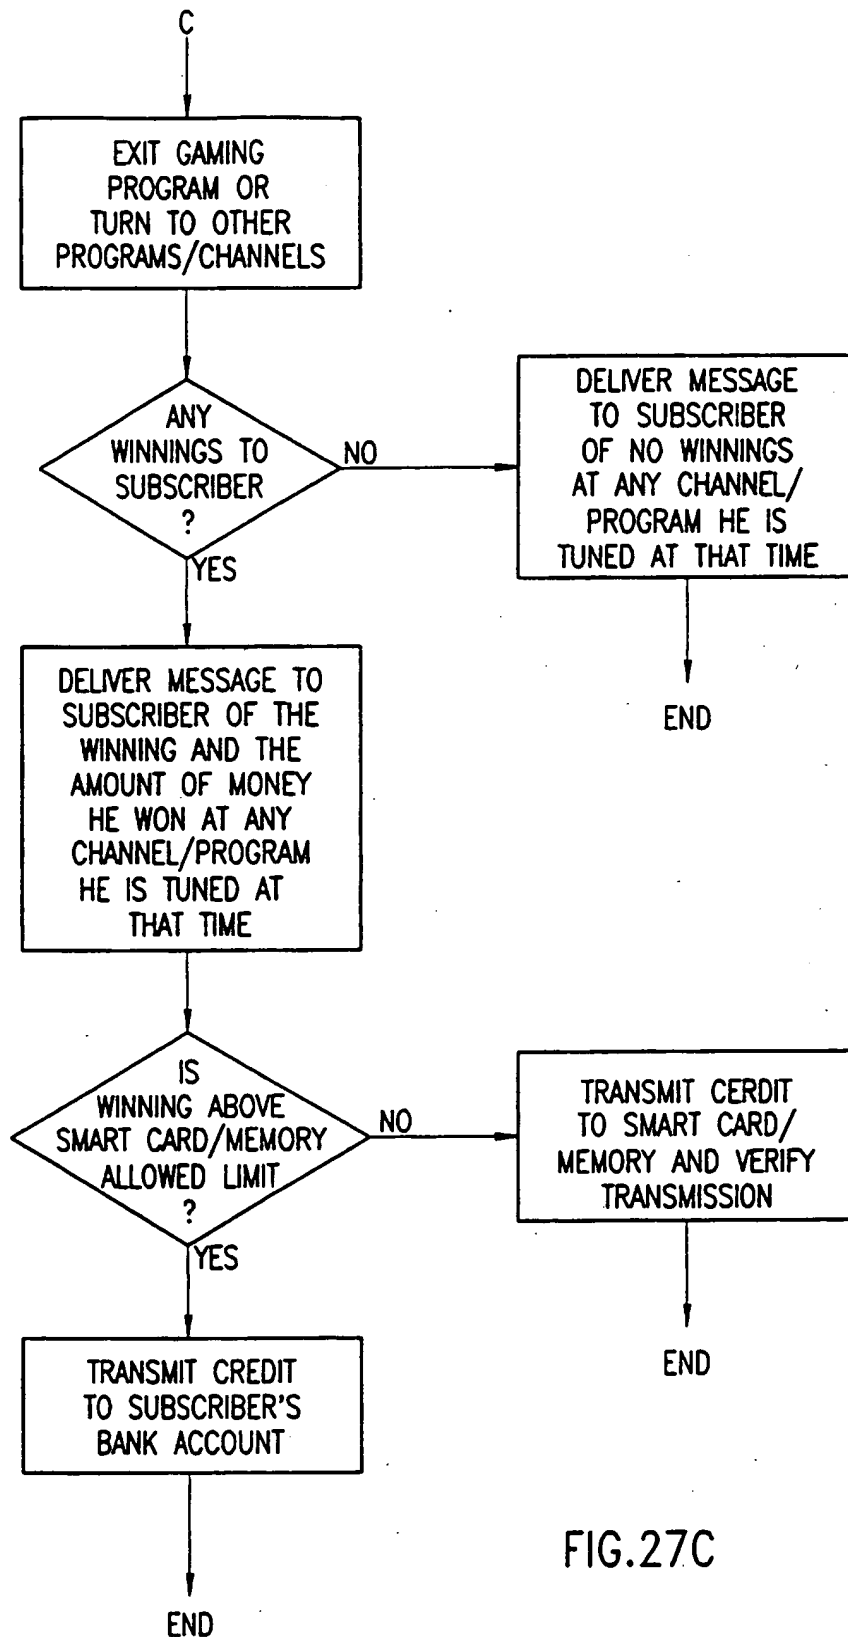 C
EXIT GAMING
PROGRAM OR
TURN TO OTHER
PROGRAMS/CHANNELS
ANY
WINNINGS TO
SUBSCRIBER
?
NO
YES
DELIVER MESSAGE
TO SUBSCRIBER
OF NO WINNINGS
AT ANY CHANNEL/
PROGRAM HE IS
TUNED AT THAT TIME
END
DELIVER MESSAGE TO
SUBSCRIBER OF THE
WINNING AND THE
AMOUNT OF MONEY
HE WON AT ANY
CHANNEL/PROGRAM
HE IS TUNED AT
THAT TIME
IS
WINNING ABOVE
SMART CARD/MEMORY
ALLOWED LIMIT
?
NO
YES
TRANSMIT CERDIT
TO SMART CARD/
MEMORY AND VERIFY
TRANSMISSION
END
TRANSMIT CREDIT
TO SUBSCRIBER'S
BANK ACCOUNT
END
FIG.27C